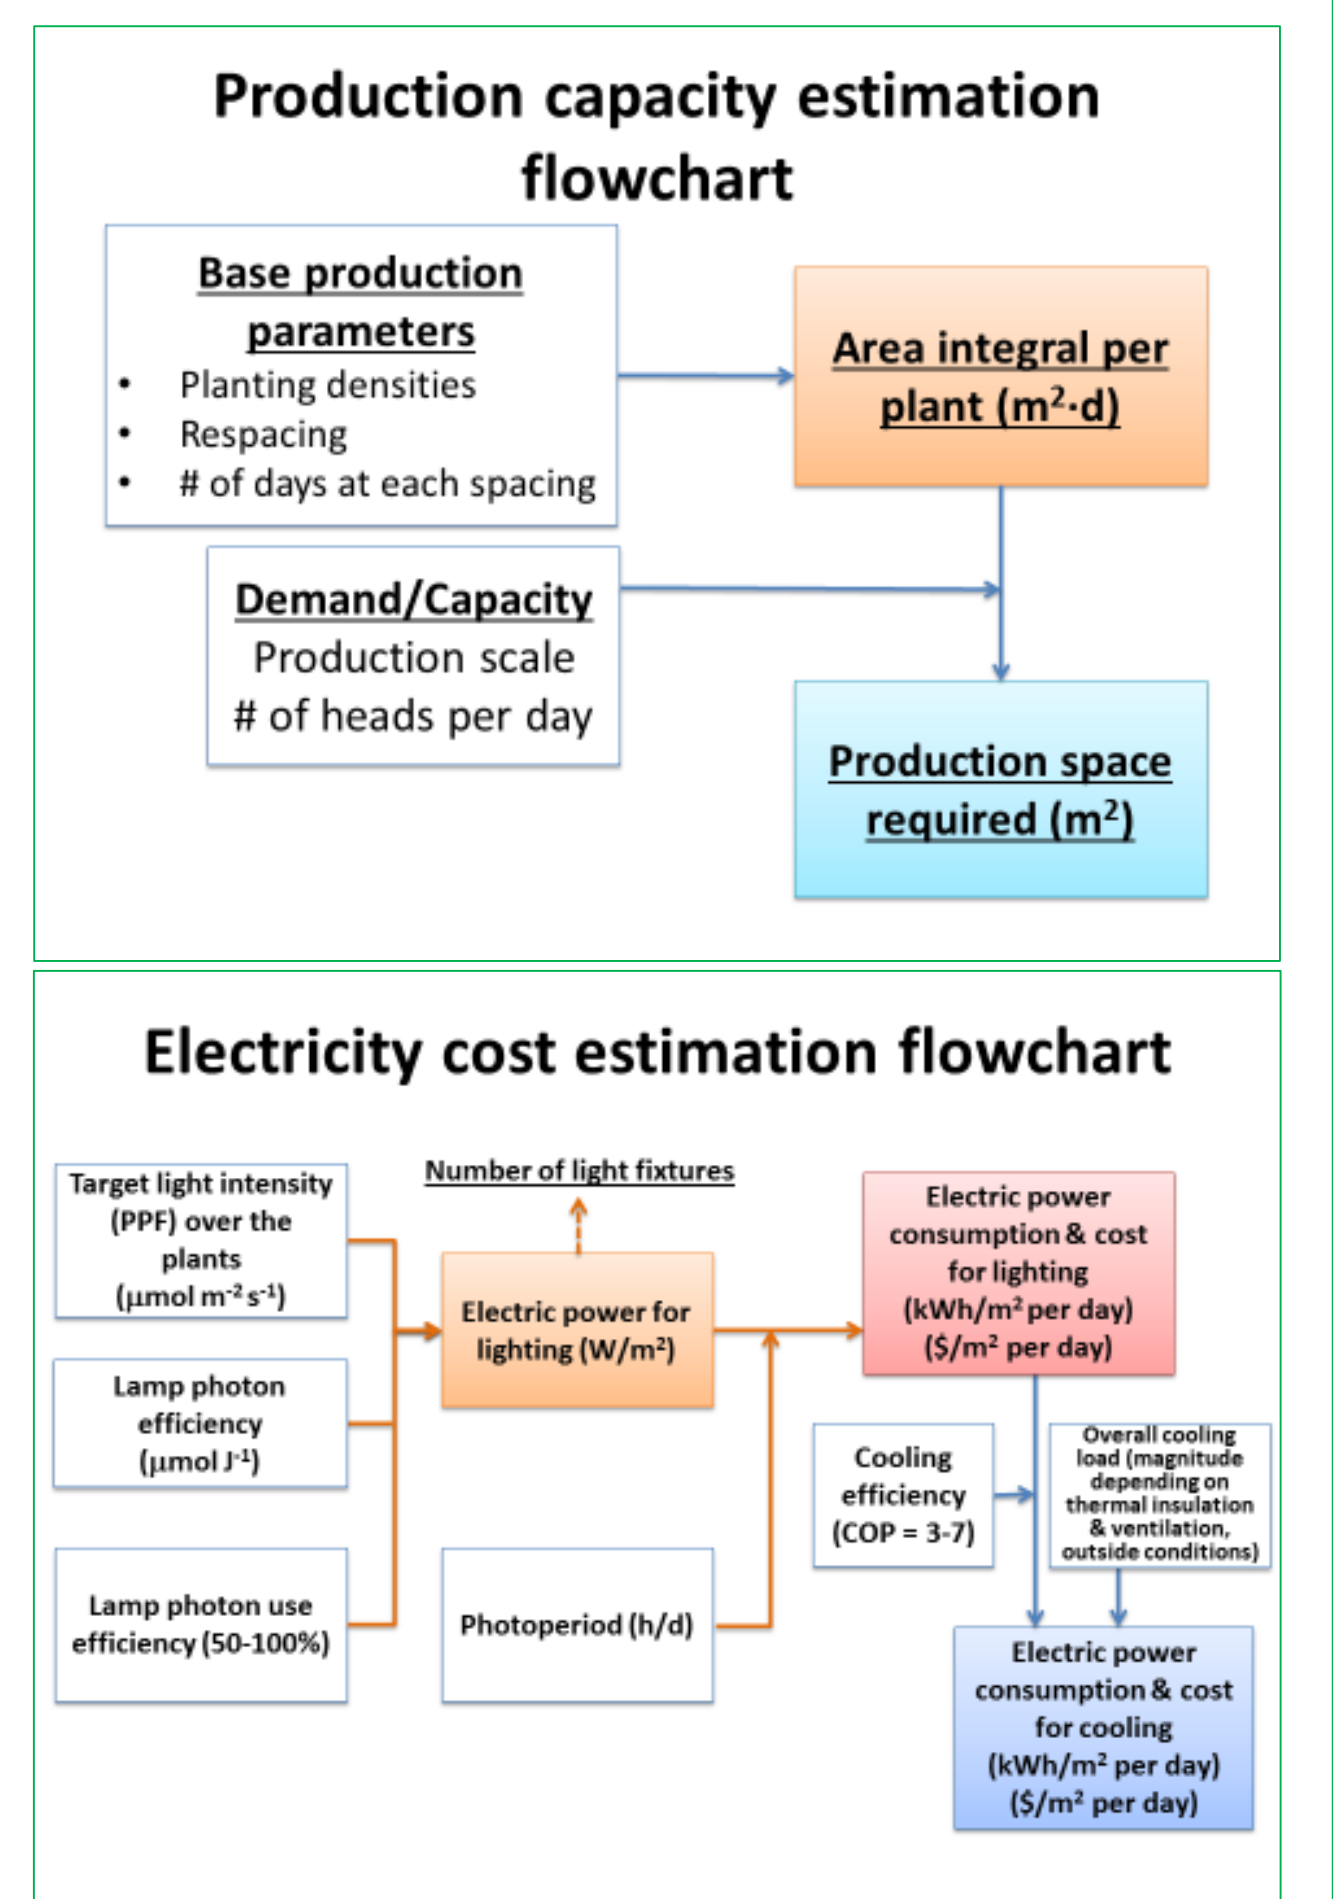 Production capacity estimation
flowchart
Base production
parameters
• Planting densities
• Respacing
• # of days at each spacing
Area integral per
plant (m²·d)
Demand/Capacity
Production scale
# of heads per day
Production space
required (m²)
Electricity cost estimation flowchart
Target light intensity
(PPF) over the
plants
(μmol m⁻² s⁻¹)
Number of light fixtures
Electric power for
lighting (W/m²)
Electric power
consumption & cost
for lighting
(kWh/m² per day)
($/m² per day)
Lamp photon
efficiency
(μmol J⁻¹)
Cooling
efficiency
(COP = 3-7)
Overall cooling
load (magnitude
depending on
thermal insulation
& ventilation,
outside conditions)
Lamp photon use
efficiency (50-100%)
Photoperiod (h/d)
Electric power
consumption & cost
for cooling
(kWh/m² per day)
($/m² per day)